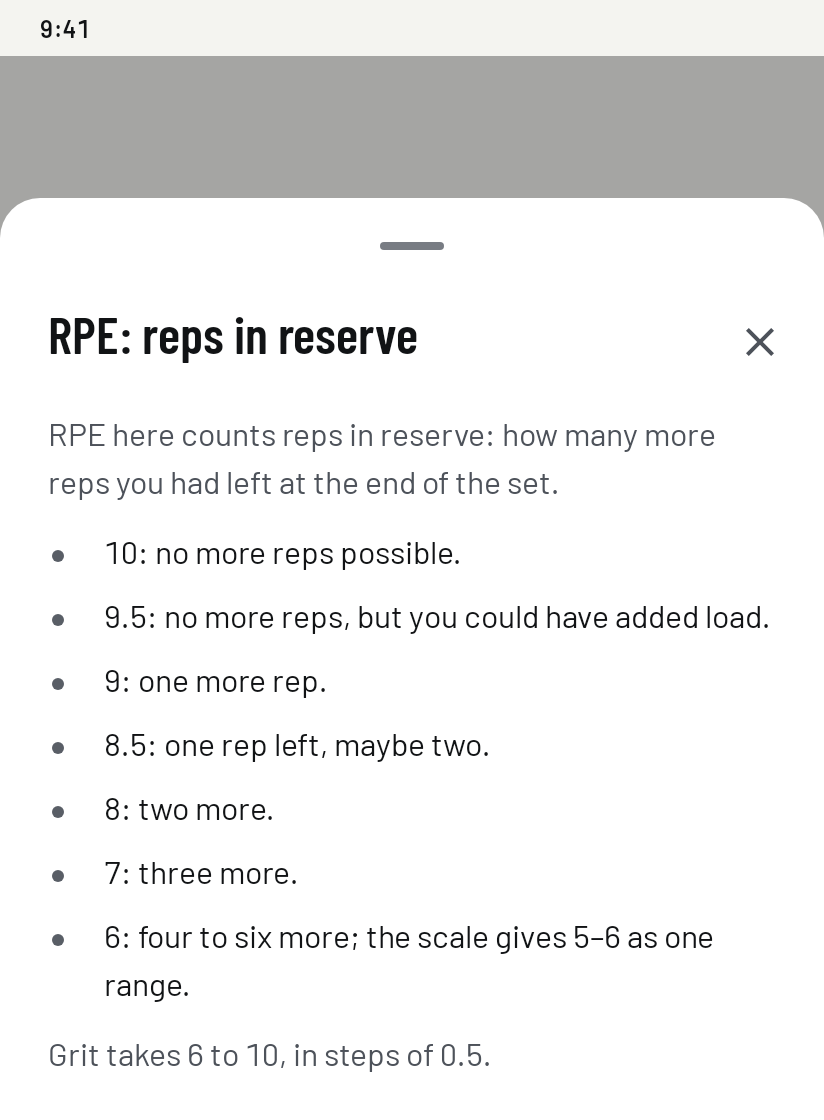 9:41
RPE: reps in reserve
RPE here counts reps in reserve: how many more
reps you had left at the end of the set.
10: no more reps possible.
9.5: no more reps, but you could have added load.
9: one more rep.
8.5: one rep left, maybe two.
8: two more.
7: three more.
6: four to six more; the scale gives 5–6 as one
range.
Grit takes 6 to 10, in steps of 0.5.